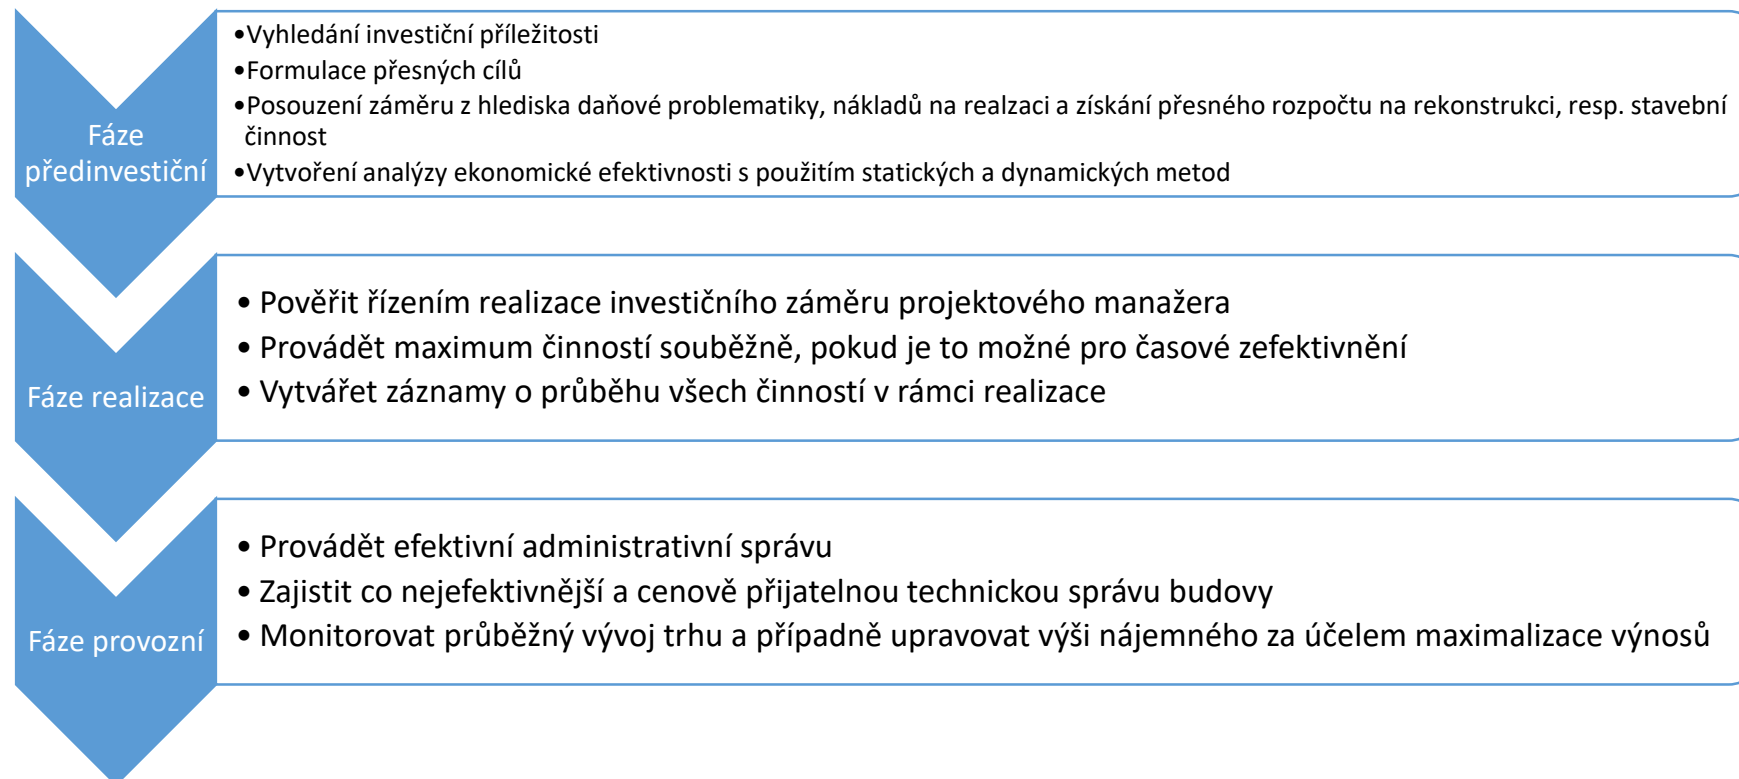 Fáze
předinvestiční
•Vyhledání investiční příležitosti
•Formulace přesných cílů
•Posouzení záměru z hlediska daňové problematiky, nákladů na realzaci a získání přesného rozpočtu na rekonstrukci, resp. stavební
činnost
•Vytvoření analýzy ekonomické efektivnosti s použitím statických a dynamických metod
Fáze realizace
• Pověřit řízením realizace investičního záměru projektového manažera
• Provádět maximum činností souběžně, pokud je to možné pro časové zefektivnění
• Vytvářet záznamy o průběhu všech činností v rámci realizace
Fáze provozní
• Provádět efektivní administrativní správu
• Zajistit co nejefektivnější a cenově přijatelnou technickou správu budovy
• Monitorovat průběžný vývoj trhu a případně upravovat výši nájemného za účelem maximalizace výnosů